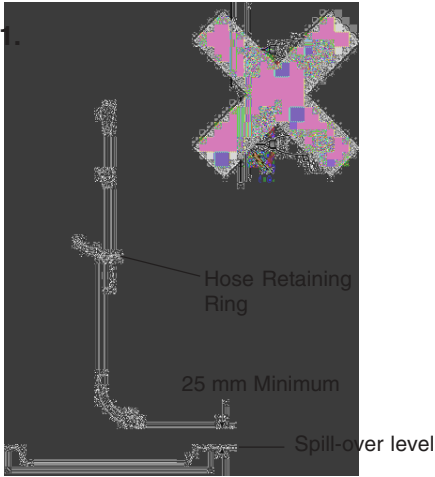 1.
Hose Retaining
Ring
25 mm Minimum
Spill-over level